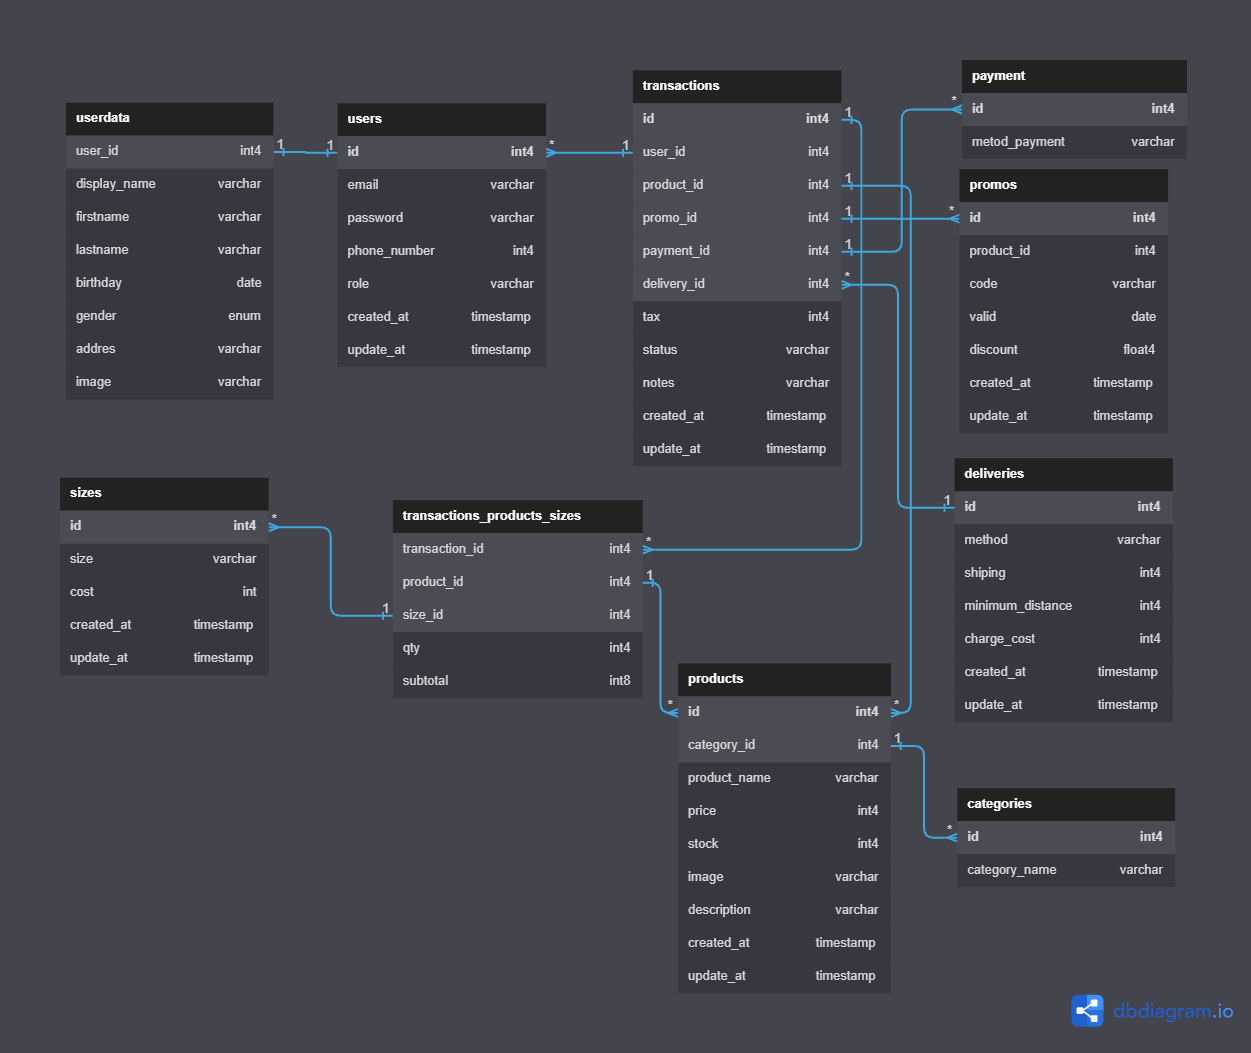 userdata
user_id int4
display_name varchar
firstname varchar
lastname varchar
birthday date
gender enum
addres varchar
image varchar
1
1
users
id int4
email varchar
password varchar
phone_number int4
role varchar
created_at timestamp
update_at timestamp
*
1
transactions
id int4
user_id int4
product_id int4
promo_id int4
payment_id int4
delivery_id int4
tax int4
status varchar
notes varchar
created_at timestamp
update_at timestamp
1
1
1
1
*
payment
*
id int4
metod_payment varchar
promos
*
id int4
product_id int4
code varchar
valid date
discount float4
created_at timestamp
update_at timestamp
deliveries
1
id int4
method varchar
shiping int4
minimum_distance int4
charge_cost int4
created_at timestamp
update_at timestamp
sizes
id int4
size varchar
cost int
created_at timestamp
update_at timestamp
*
1
transactions_products_sizes
transaction_id int4
product_id int4
size_id int4
qty int4
subtotal int8
*
1
products
*
*
id int4
category_id int4
product_name varchar
price int4
stock int4
image varchar
description varchar
created_at timestamp
update_at timestamp
1
categories
*
id int4
category_name varchar
dbdiagram.io